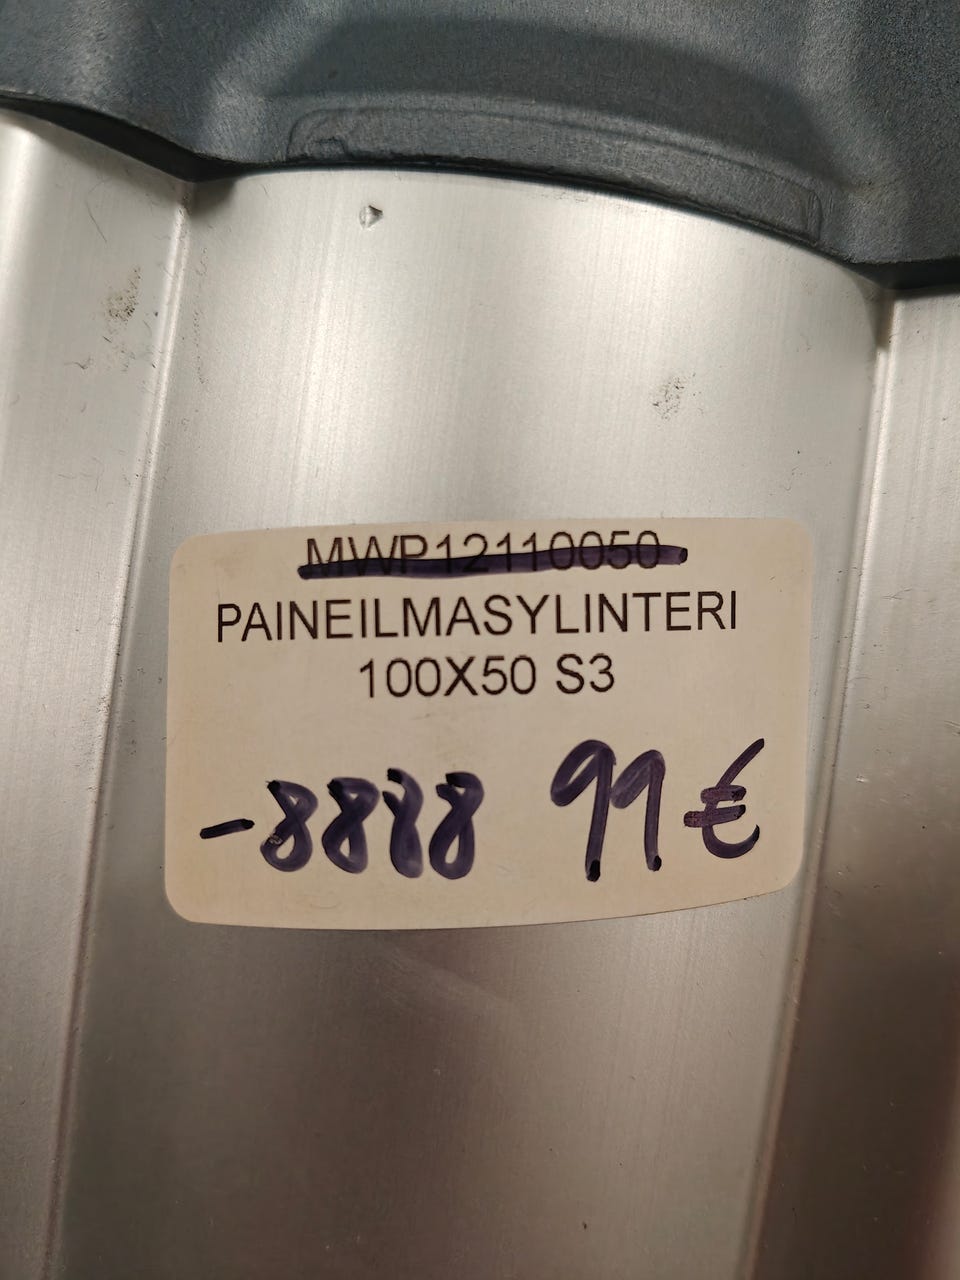 MWP12110050
PAINEILMASYLINTERI
100X50 S3
-8888 99 €